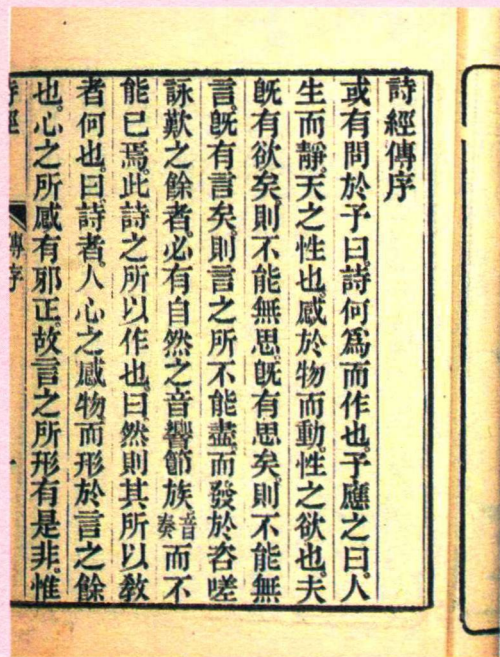 詩經傳序
或有問於予曰。詩何爲而作也。予應之曰。人
生而靜。天之性也。感於物而動。性之欲也。夫
既有欲矣。則不能無思。既有思矣。則不能無
言。既有言矣。則言之所不能盡。而發於咨嗟
詠歎之餘者。必有自然之音響節族音奏而不
能已焉。此詩之所以作也。曰然則其所以敎
者何也。曰。詩者。人心之感物而形於言之餘
也。心之所感有邪正。故言之所形有是非。惟
詩經 傳序 一